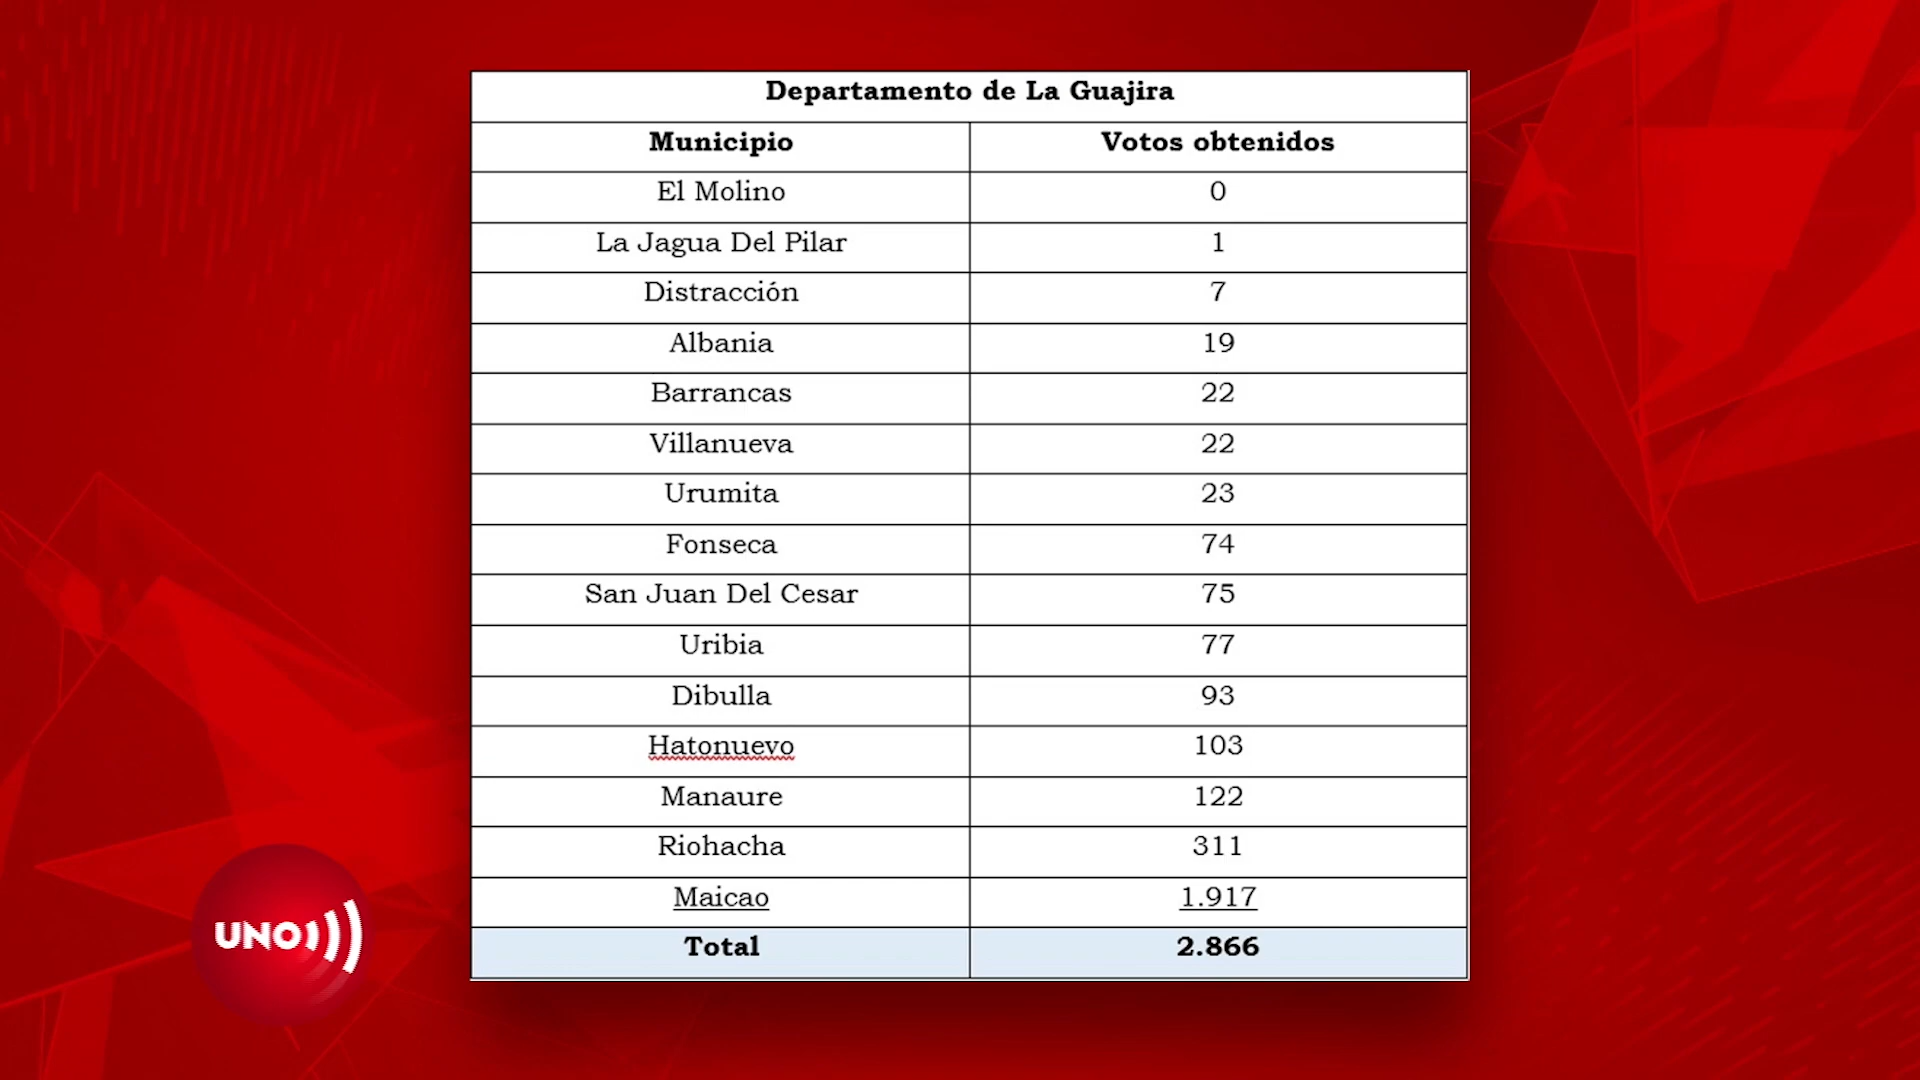 Departamento de La Guajira
Municipio Votos obtenidos
El Molino 0
La Jagua Del Pilar 1
Distracción 7
Albania 19
Barrancas 22
Villanueva 22
Urumita 23
Fonseca 74
San Juan Del Cesar 75
Uribia 77
Dibulla 93
Hatonuevo 103
Manaure 122
Riohacha 311
Maicao 1.917
Total 2.866
UNO